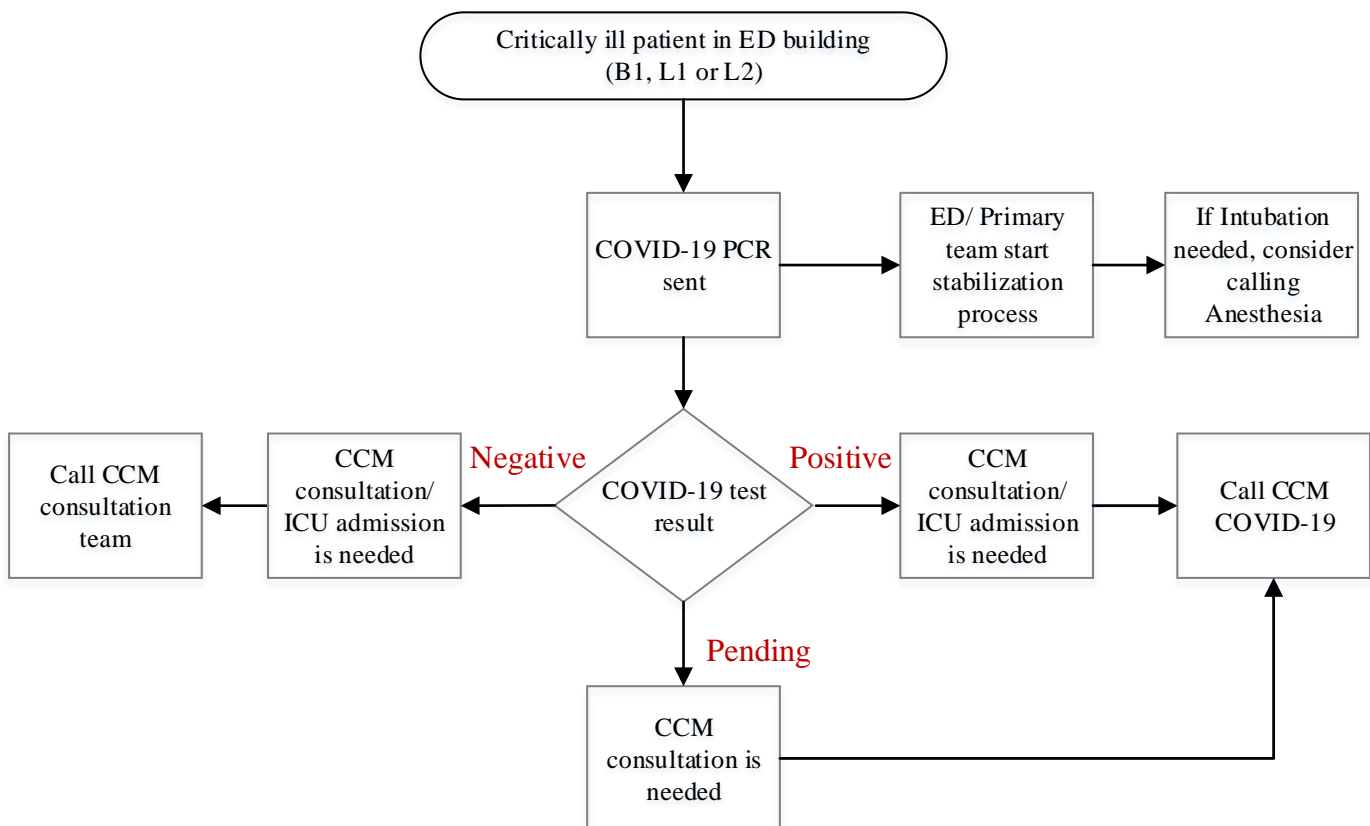 Critically ill patient in ED building
(B1, L1 or L2)
COVID-19 PCR
sent
ED/ Primary
team start
stabilization
process
If Intubation
needed, consider
calling
Anesthesia
Call CCM
consultation
team
CCM
consultation/
ICU admission
is needed
Negative
COVID-19 test
result
Positive
CCM
consultation/
ICU admission
is needed
Call CCM
COVID-19
Pending
CCM
consultation is
needed